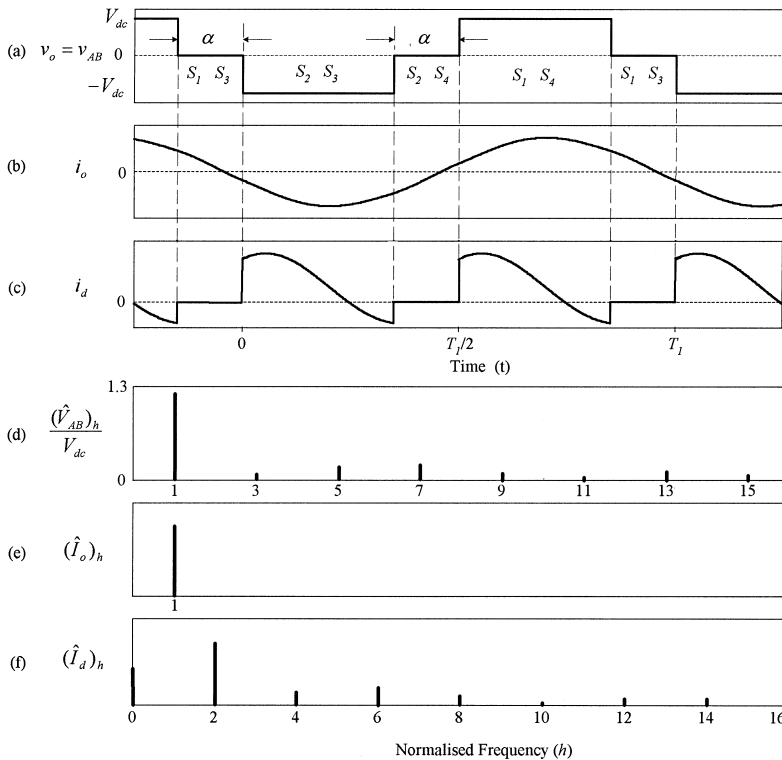 V_dc
(a) v_o = v_AB 0
−V_dc
α α
S_1 S_3 S_2 S_3 S_2 S_4 S_1 S_4 S_1 S_3
(b) i_o 0
(c) i_d 0
0 T_1/2 T_1
Time (t)
1.3
(d) (V̂_AB)_h / V_dc
0
1 3 5 7 9 11 13 15
(e) (Î_o)_h
1
(f) (Î_d)_h
0 2 4 6 8 10 12 14 16
Normalised Frequency (h)